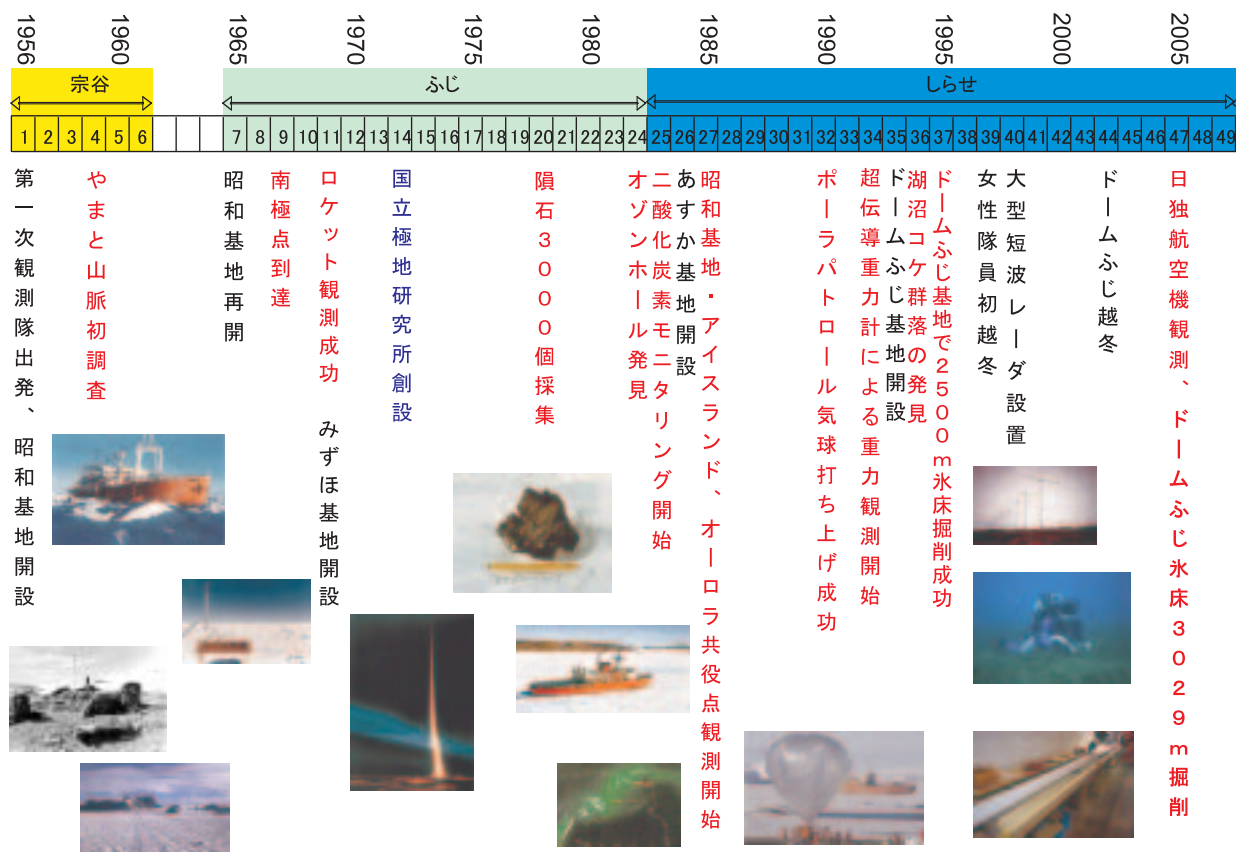 1956
1960
1965
1970
1975
1980
1985
1990
1995
2000
2005
宗谷
ふじ
しらせ
1 2 3 4 5 6 7 8 9 10 11 12 13 14 15 16 17 18 19 20 21 22 23 24 25 26 27 28 29 30 31 32 33 34 35 36 37 38 39 40 41 42 43 44 45 46 47 48 49
第一次観測隊出発、昭和基地開設
やまと山脈初調査
昭和基地再開
南極点到達
ロケット観測成功 みずほ基地開設
国立極地研究所創設
隕石3000個採集
オゾンホール発見
二酸化炭素モニタリング開始
あすか基地開設
昭和基地・アイスランド、オーロラ共役点観測開始
ポーラパトロール気球打ち上げ成功
超伝導重力計による重力観測開始
ドームふじ基地開設
湖沼コケ群落の発見
ドームふじ基地で2500m氷床掘削成功
女性隊員初越冬
大型短波レーダ設置
ドームふじ越冬
日独航空機観測、ドームふじ氷床3029m掘削